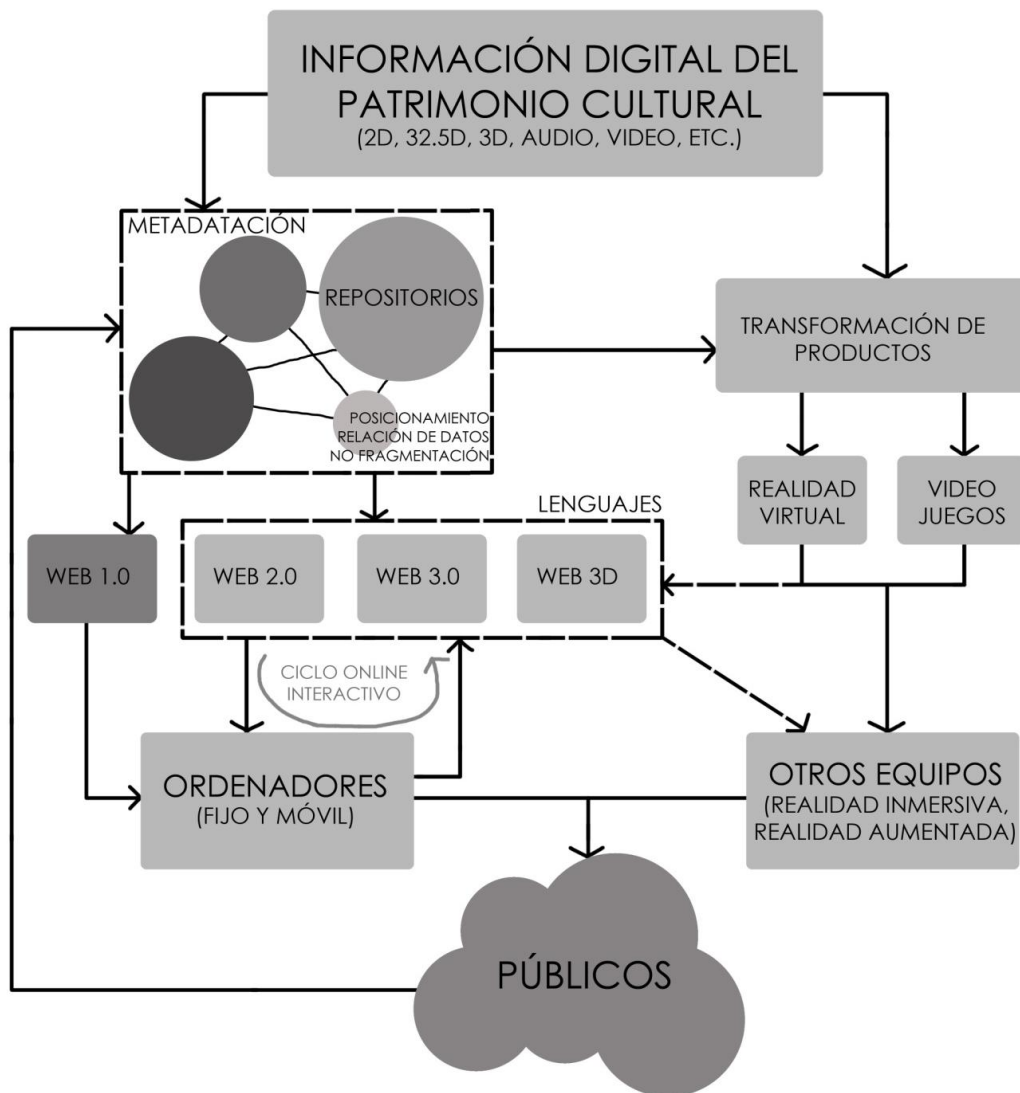 INFORMACIÓN DIGITAL DEL
PATRIMONIO CULTURAL
(2D, 32.5D, 3D, AUDIO, VIDEO, ETC.)
METADATACIÓN
REPOSITORIOS
POSICIONAMIENTO
RELACIÓN DE DATOS
NO FRAGMENTACIÓN
TRANSFORMACIÓN DE
PRODUCTOS
REALIDAD
VIRTUAL
VIDEO
JUEGOS
LENGUAJES
WEB 1.0
WEB 2.0
WEB 3.0
WEB 3D
CICLO ONLINE
INTERACTIVO
ORDENADORES
(FIJO Y MÓVIL)
OTROS EQUIPOS
(REALIDAD INMERSIVA,
REALIDAD AUMENTADA)
PÚBLICOS